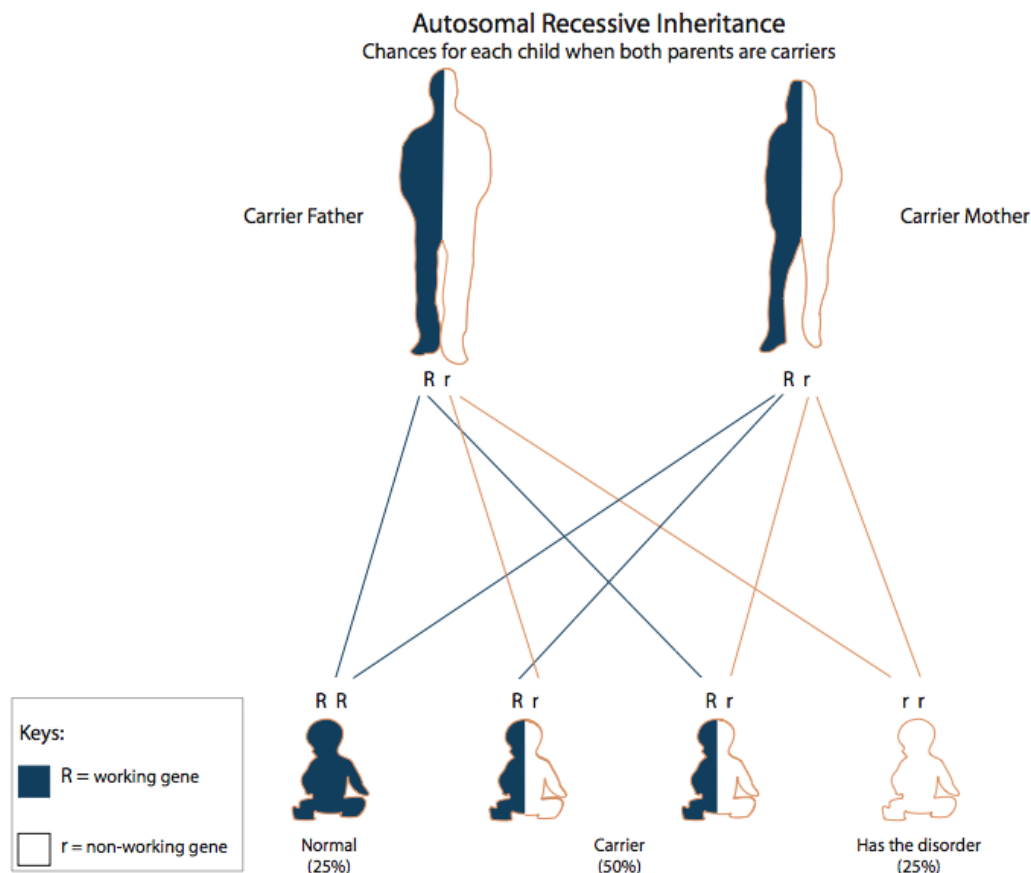 Autosomal Recessive Inheritance
Chances for each child when both parents are carriers
Carrier Father
Carrier Mother
R r
R r
R R
R r
R r
r r
Keys:
R = working gene
r = non-working gene
Normal
(25%)
Carrier
(50%)
Has the disorder
(25%)